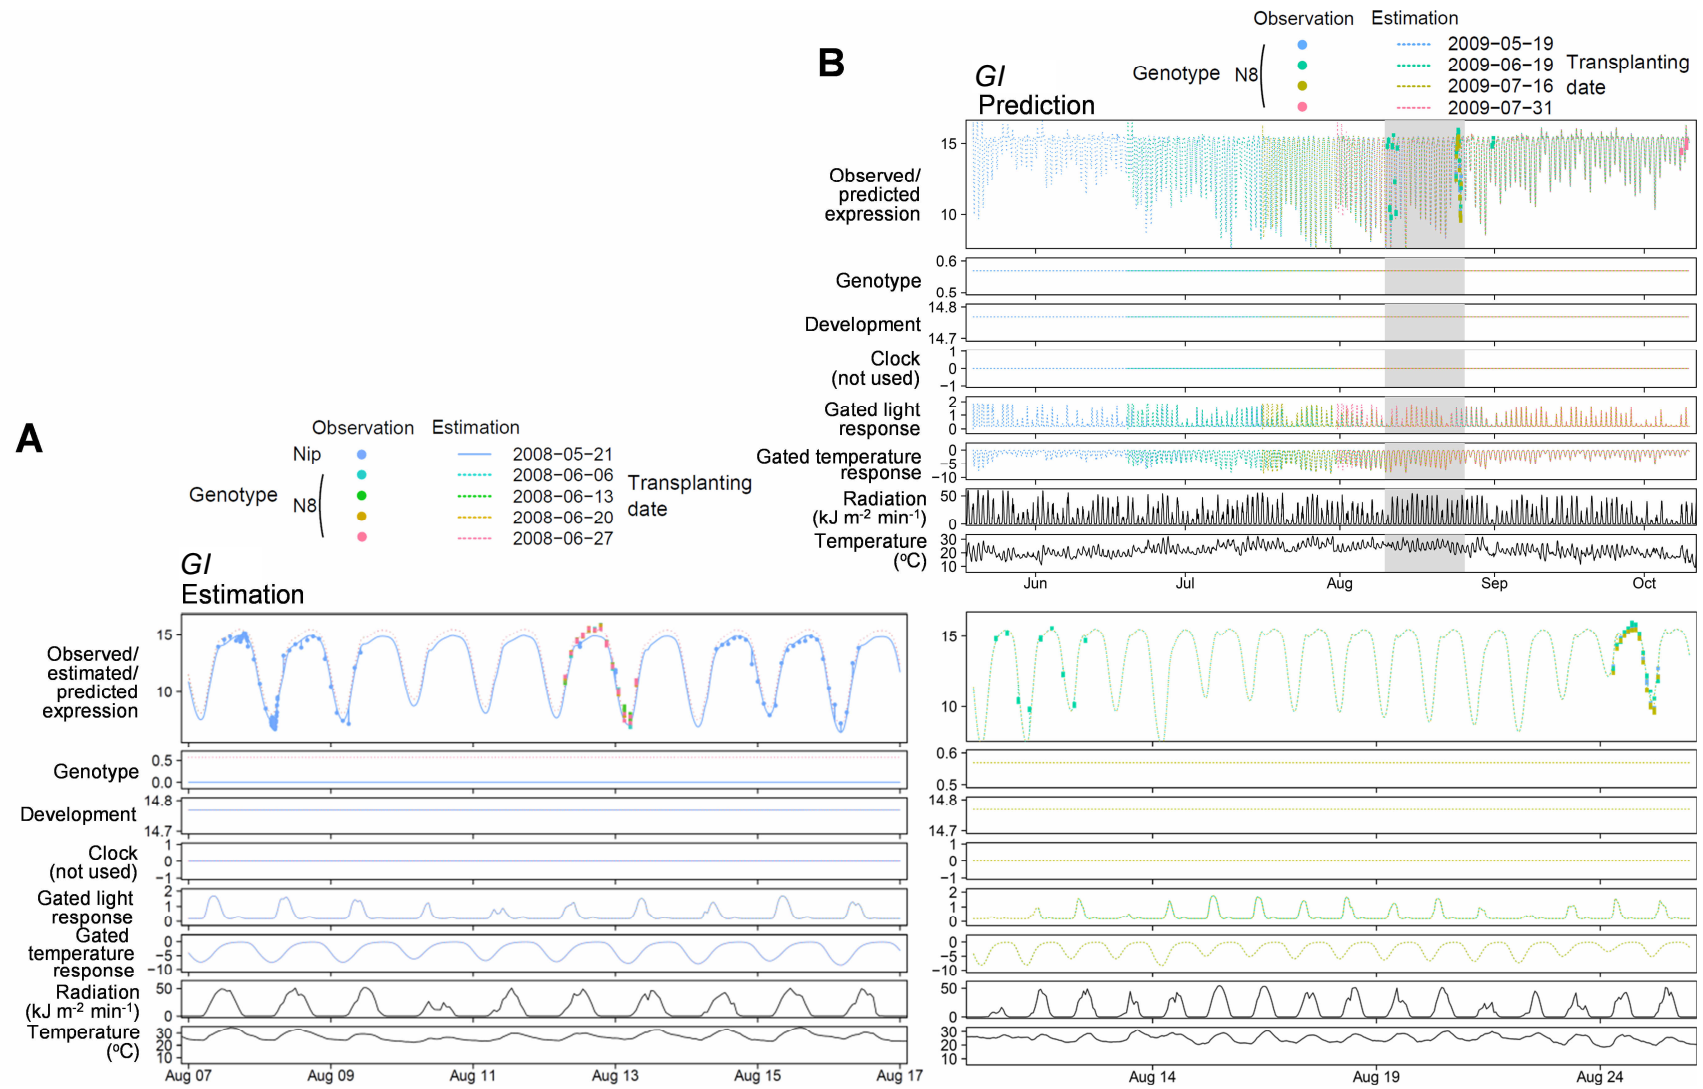 B
Observation Estimation
GI
Prediction
Genotype N8
2009-05-19
2009-06-19
2009-07-16
2009-07-31
Transplanting
date
Observed/
predicted
expression
15
10
Genotype
0.6
0.5
Development
14.8
14.7
Clock
(not used)
1
0
-1
Gated light
response
2
1
0
Gated temperature
response
0
-5
-10
Radiation
(kJ m-2 min-1)
50
0
Temperature
(ºC)
30
20
10
Jun Jul Aug Sep Oct
A
Observation Estimation
Nip
Genotype N8
2008-05-21
2008-06-06
2008-06-13
2008-06-20
2008-06-27
Transplanting
date
GI
Estimation
Observed/
estimated/
predicted
expression
15
10
Genotype
0.5
0.0
Development
14.8
14.7
Clock
(not used)
1
0
-1
Gated light
response
2
1
0
Gated
temperature
response
0
-5
-10
Radiation
(kJ m-2 min-1)
50
0
Temperature
(ºC)
30
20
10
Aug 07 Aug 09 Aug 11 Aug 13 Aug 15 Aug 17
15
10
0.6
0.5
14.8
14.7
1
0
-1
2
1
0
0
-5
-10
50
0
30
20
10
Aug 14 Aug 19 Aug 24